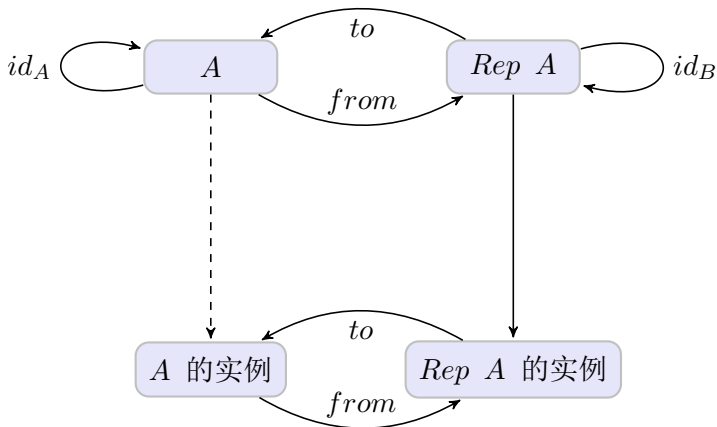 to
id_A
A
Rep A
id_B
from
to
A 的实例
Rep A 的实例
from